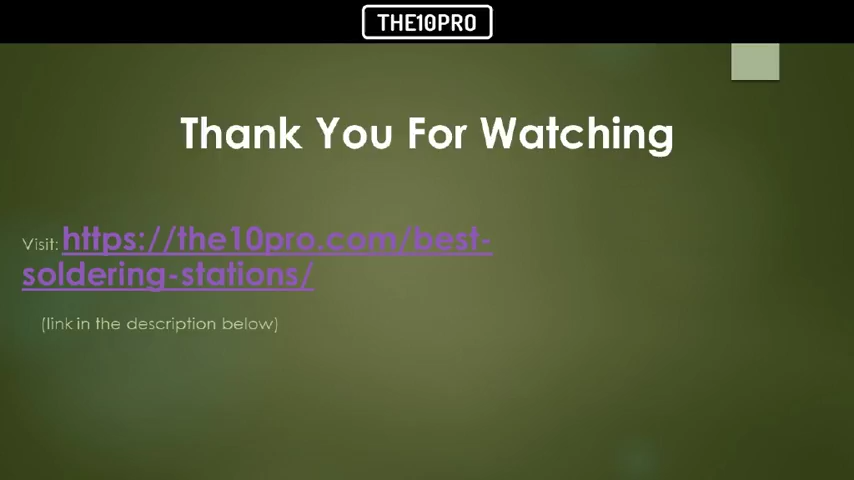 THE10PRO
Thank You For Watching
Visit: https://the10pro.com/best-
soldering-stations/
(link in the description below)